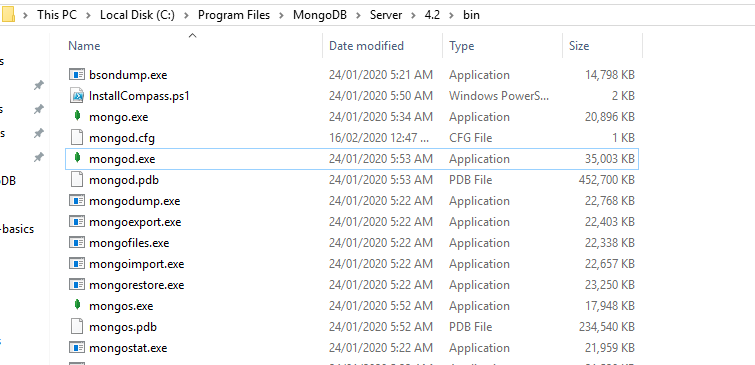 This PC > Local Disk (C:) > Program Files > MongoDB > Server > 4.2 > bin
Name Date modified Type Size
bsondump.exe 24/01/2020 5:21 AM Application 14,798 KB
InstallCompass.ps1 24/01/2020 5:50 AM Windows PowerS... 2 KB
mongo.exe 24/01/2020 5:34 AM Application 20,896 KB
mongod.cfg 16/02/2020 12:47 ... CFG File 1 KB
mongod.exe 24/01/2020 5:53 AM Application 35,003 KB
mongod.pdb 24/01/2020 5:53 AM PDB File 452,700 KB
oDB
mongodump.exe 24/01/2020 5:22 AM Application 22,768 KB
mongoexport.exe 24/01/2020 5:22 AM Application 22,403 KB
-basics
mongofiles.exe 24/01/2020 5:22 AM Application 22,338 KB
mongoimport.exe 24/01/2020 5:22 AM Application 22,657 KB
mongorestore.exe 24/01/2020 5:22 AM Application 23,250 KB
mongos.exe 24/01/2020 5:52 AM Application 17,948 KB
mongos.pdb 24/01/2020 5:52 AM PDB File 234,540 KB
mongostat.exe 24/01/2020 5:22 AM Application 21,959 KB